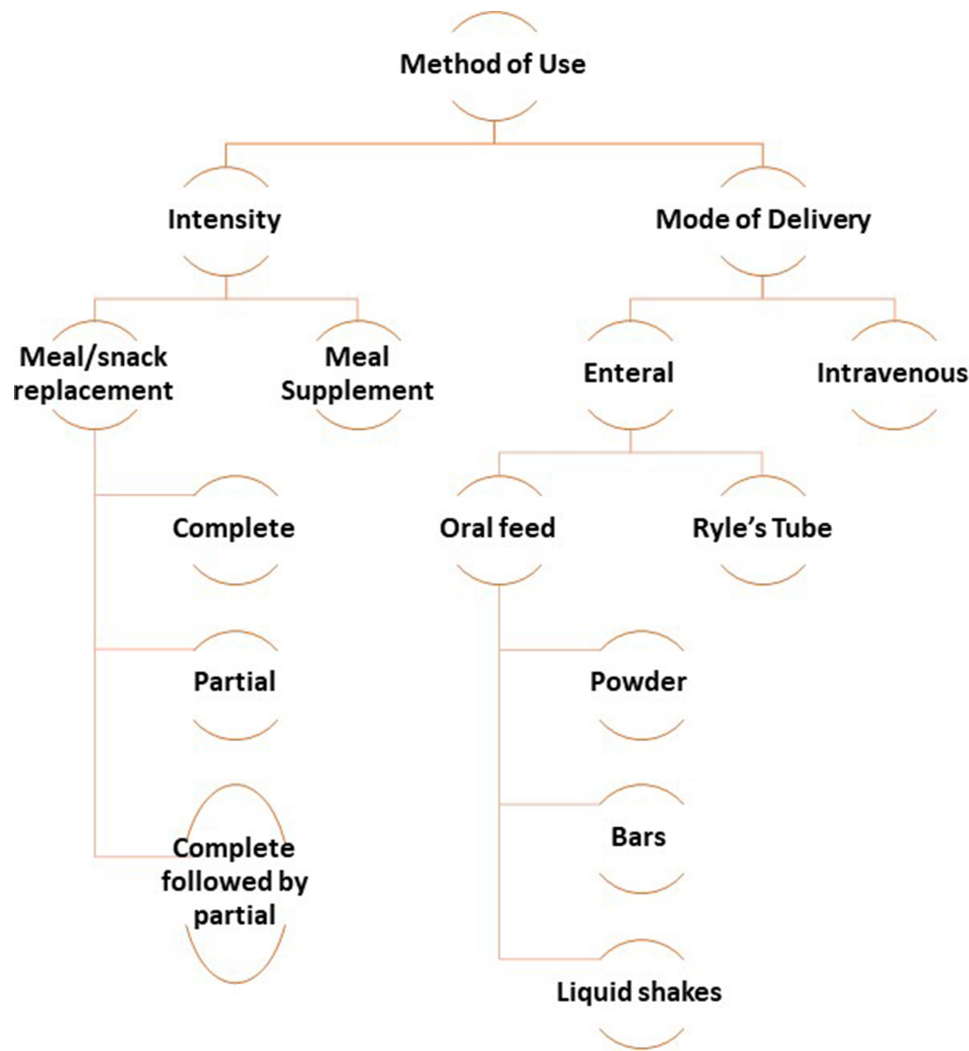 Method of Use
Intensity
Mode of Delivery
Meal/snack
replacement
Meal
Supplement
Enteral
Intravenous
Complete
Oral feed
Ryle's Tube
Partial
Powder
Complete
followed by
partial
Bars
Liquid shakes